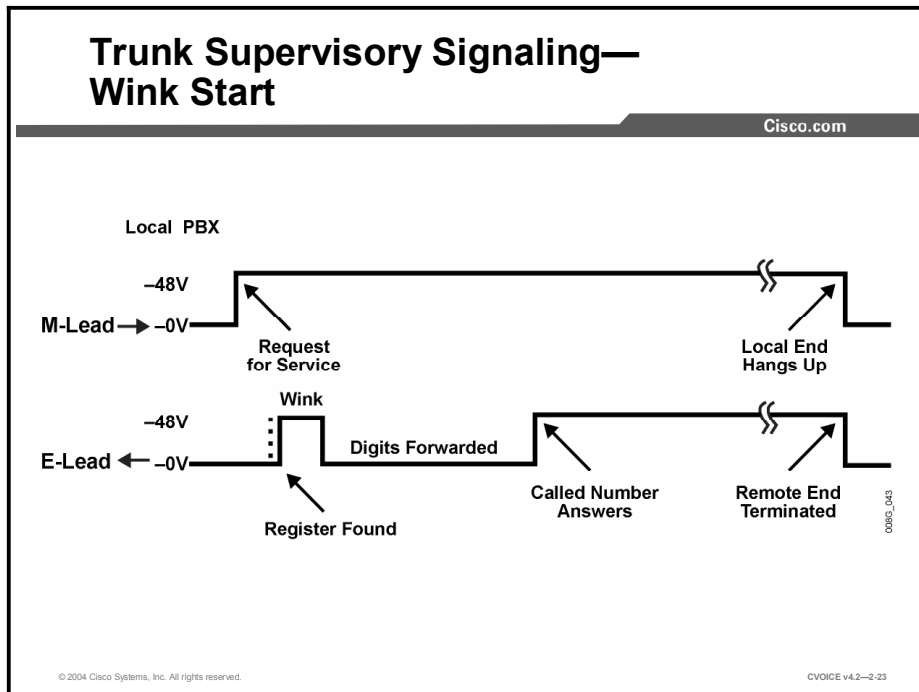 Trunk Supervisory Signaling—
Wink Start
Cisco.com
Local PBX
–48V
M-Lead
–0V
Request
for Service
Local End
Hangs Up
Wink
–48V
E-Lead
–0V
Digits Forwarded
Register Found
Called Number
Answers
Remote End
Terminated
008G_043
© 2004 Cisco Systems, Inc. All rights reserved.
CVOICE v4.2—2-23